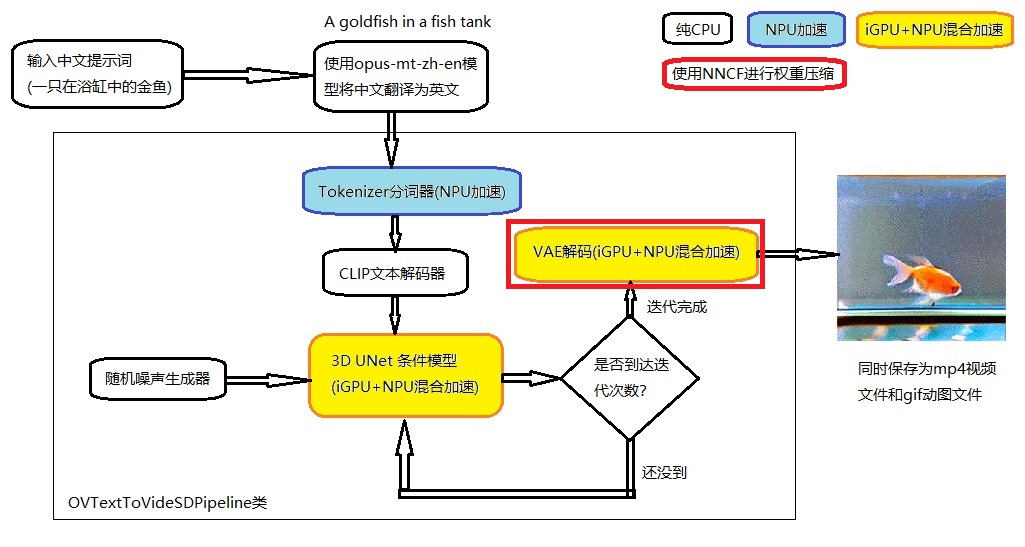 A goldfish in a fish tank
纯CPU
NPU加速
iGPU+NPU混合加速
使用NNCF进行权重压缩
输入中文提示词
(一只在浴缸中的金鱼)
使用opus-mt-zh-en模
型将中文翻译为英文
Tokenizer分词器(NPU加速)
CLIP文本解码器
VAE解码(iGPU+NPU混合加速)
迭代完成
随机噪声生成器
3D UNet 条件模型
(iGPU+NPU混合加速)
是否到达迭
代次数?
还没到
同时保存为mp4视频
文件和gif动图文件
OVTextToVideSDPipeline类